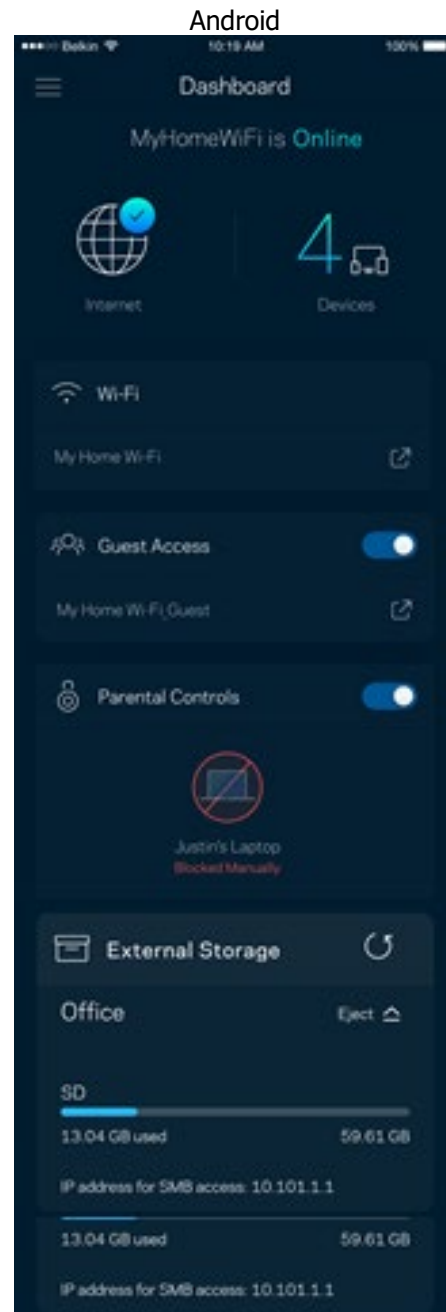 Android
Belkin 10:19 AM 100%
Dashboard
MyHomeWiFi is Online
4
Internet Devices
Wi-Fi
My Home Wi-Fi
Guest Access
My Home Wi-Fi_Guest
Parental Controls
Justin's Laptop
Blocked Manually
External Storage
Office Eject
SD
13.04 GB used 59.61 GB
IP address for SMB access: 10.101.1.1
13.04 GB used 59.61 GB
IP address for SMB access: 10.101.1.1